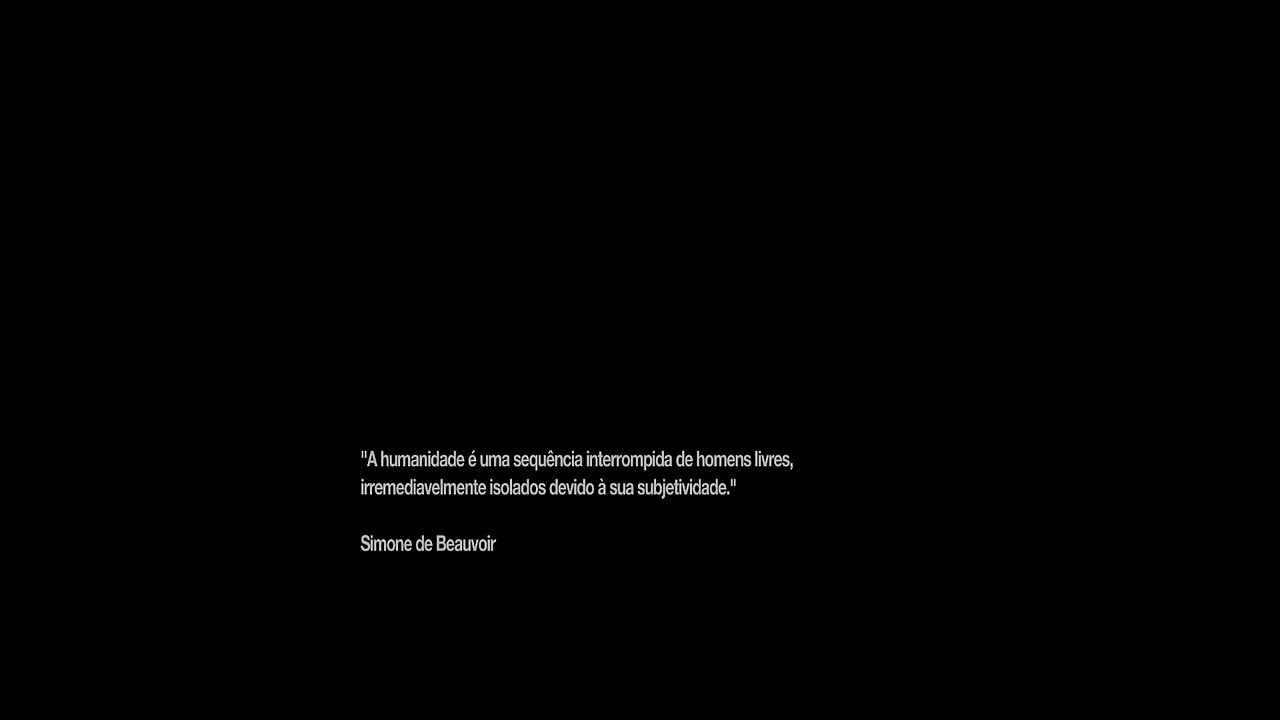 "A humanidade é uma sequência interrompida de homens livres,
irremediavelmente isolados devido à sua subjetividade."
Simone de Beauvoir